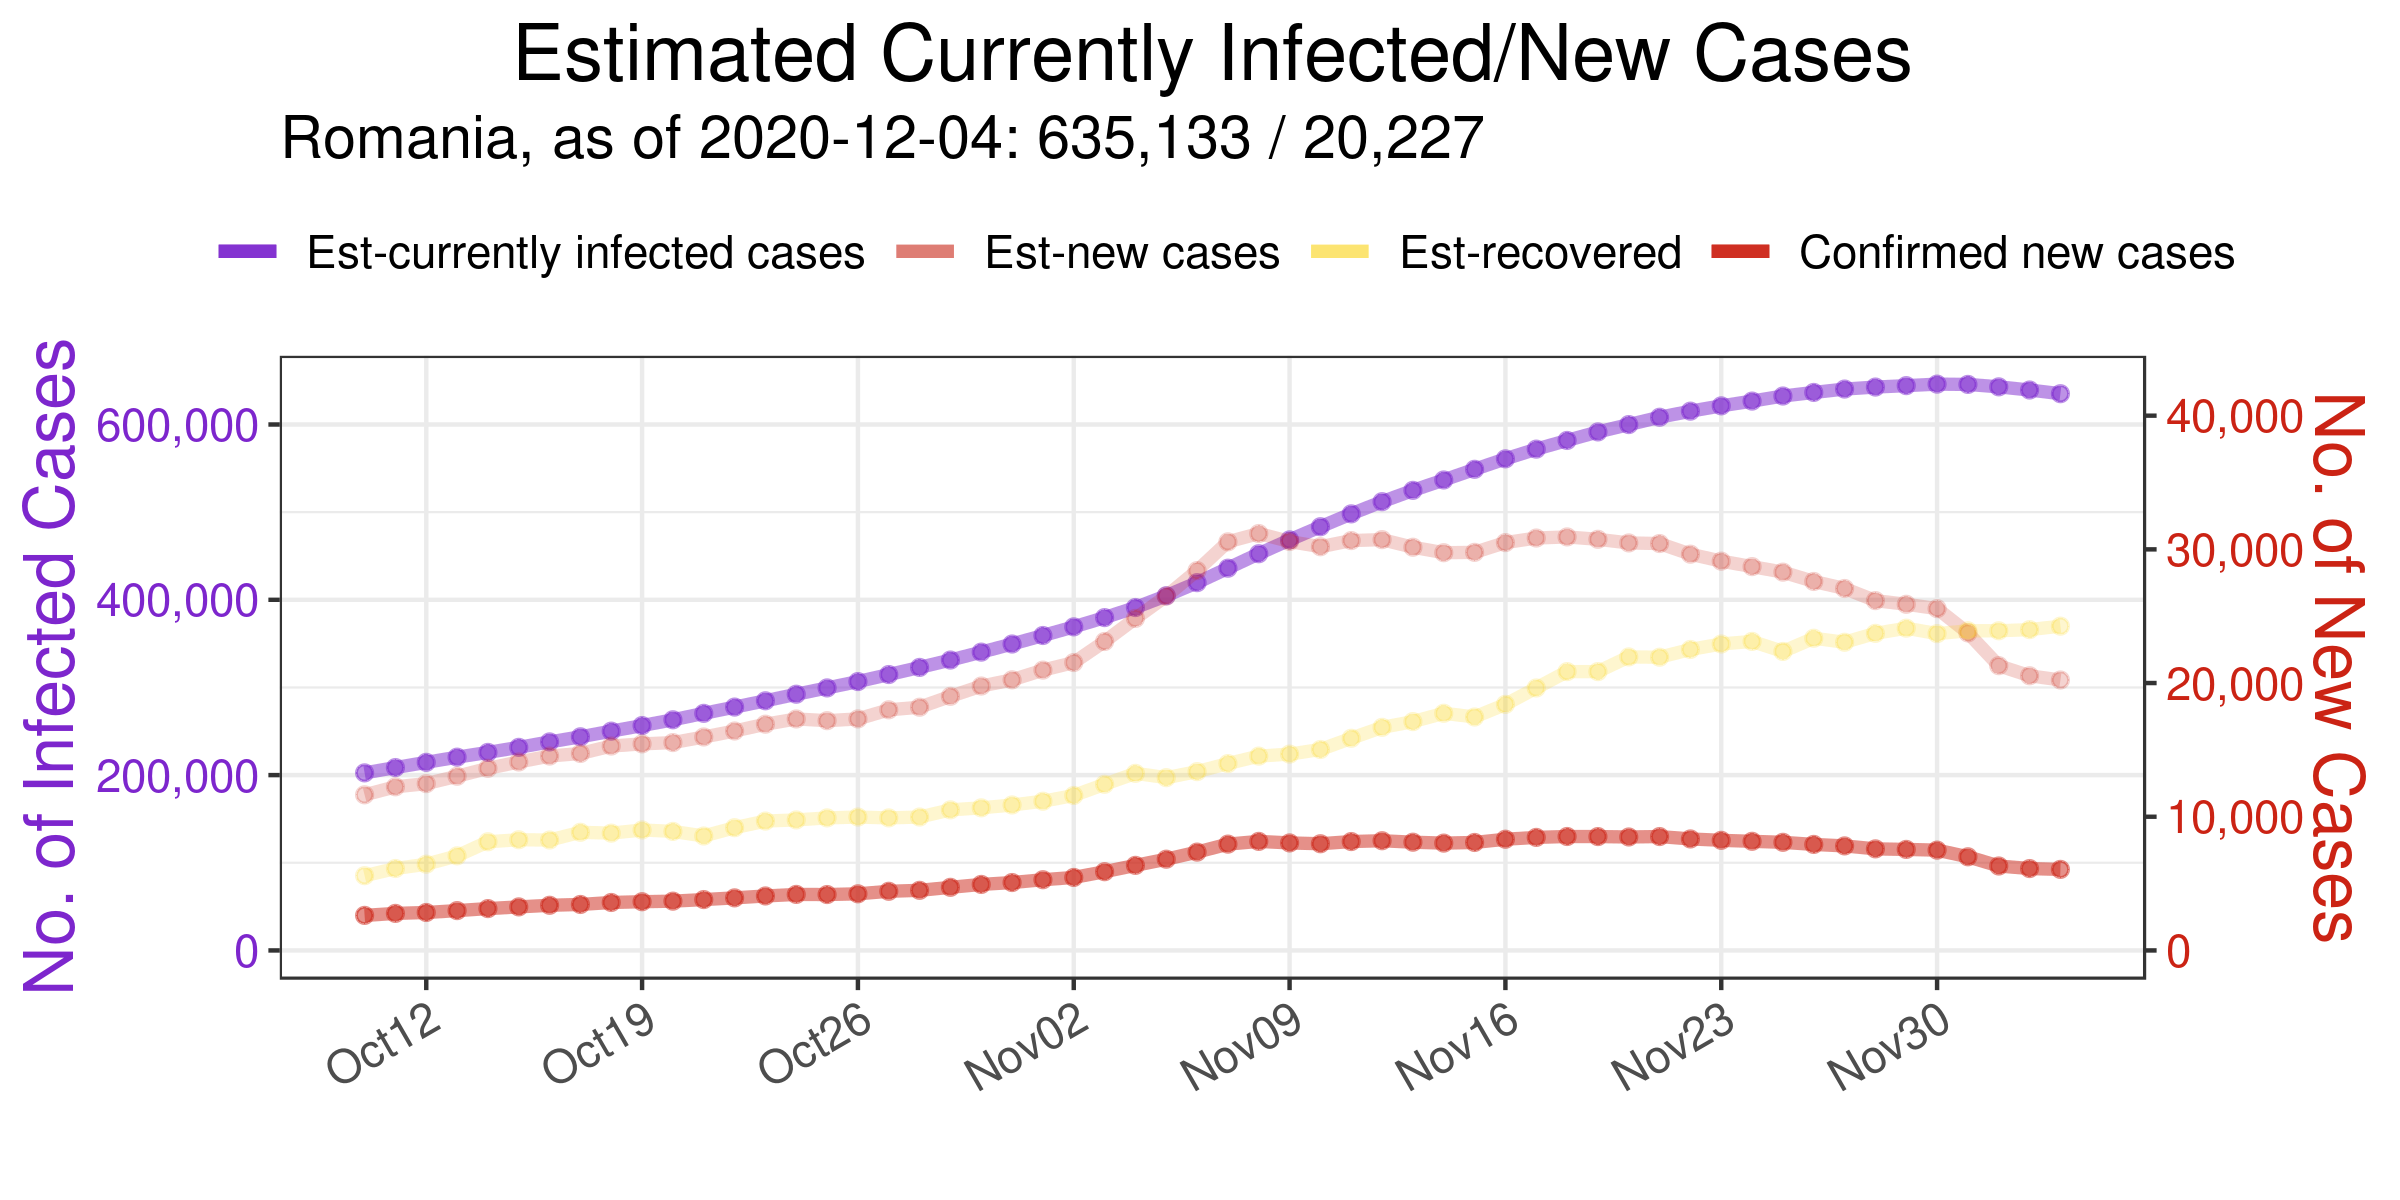 Estimated Currently Infected/New Cases
Romania, as of 2020-12-04: 635,133 / 20,227
Est-currently infected cases Est-new cases Est-recovered Confirmed new cases
No. of Infected Cases
600,000
400,000
200,000
0
40,000
30,000
20,000
10,000
0
No. of New Cases
Oct12 Oct19 Oct26 Nov02 Nov09 Nov16 Nov23 Nov30